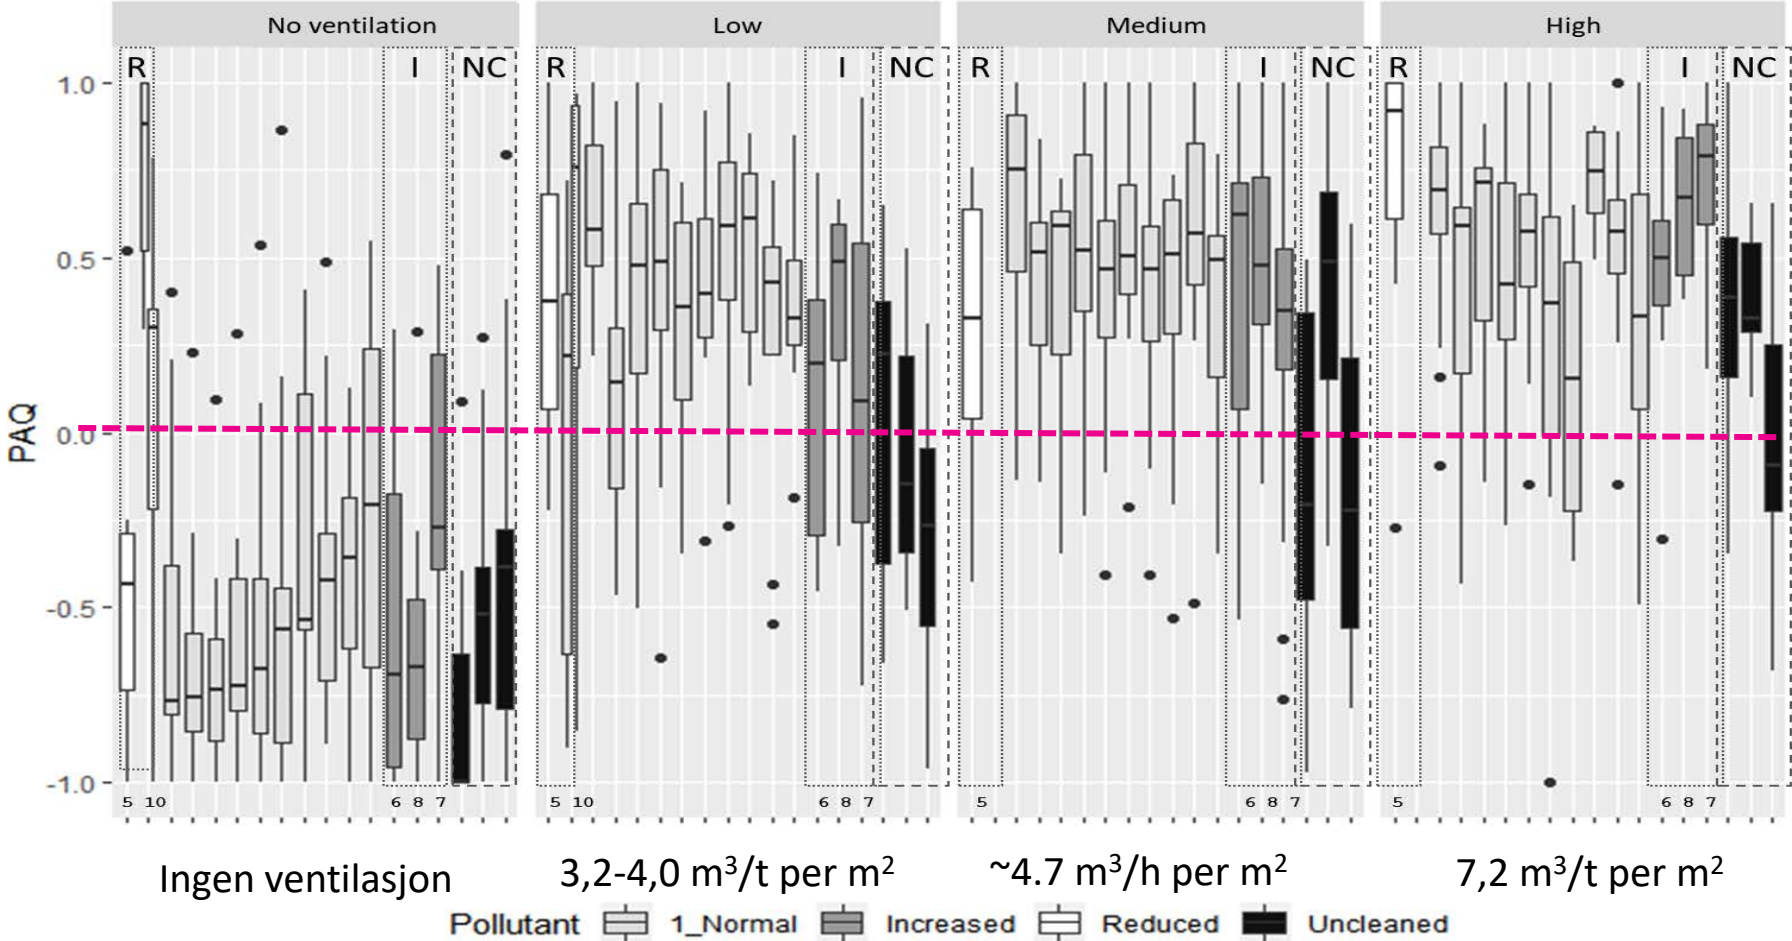 No ventilation Low Medium High
R I NC R I NC R I NC R I NC
1.0
0.5
0.0
-0.5
-1.0
PAQ
5 10 6 8 7 5 10 6 8 7 5 6 8 7 5 6 8 7
Ingen ventilasjon 3,2-4,0 m³/t per m² ~4.7 m³/h per m² 7,2 m³/t per m²
Pollutant 1_Normal Increased Reduced Uncleaned